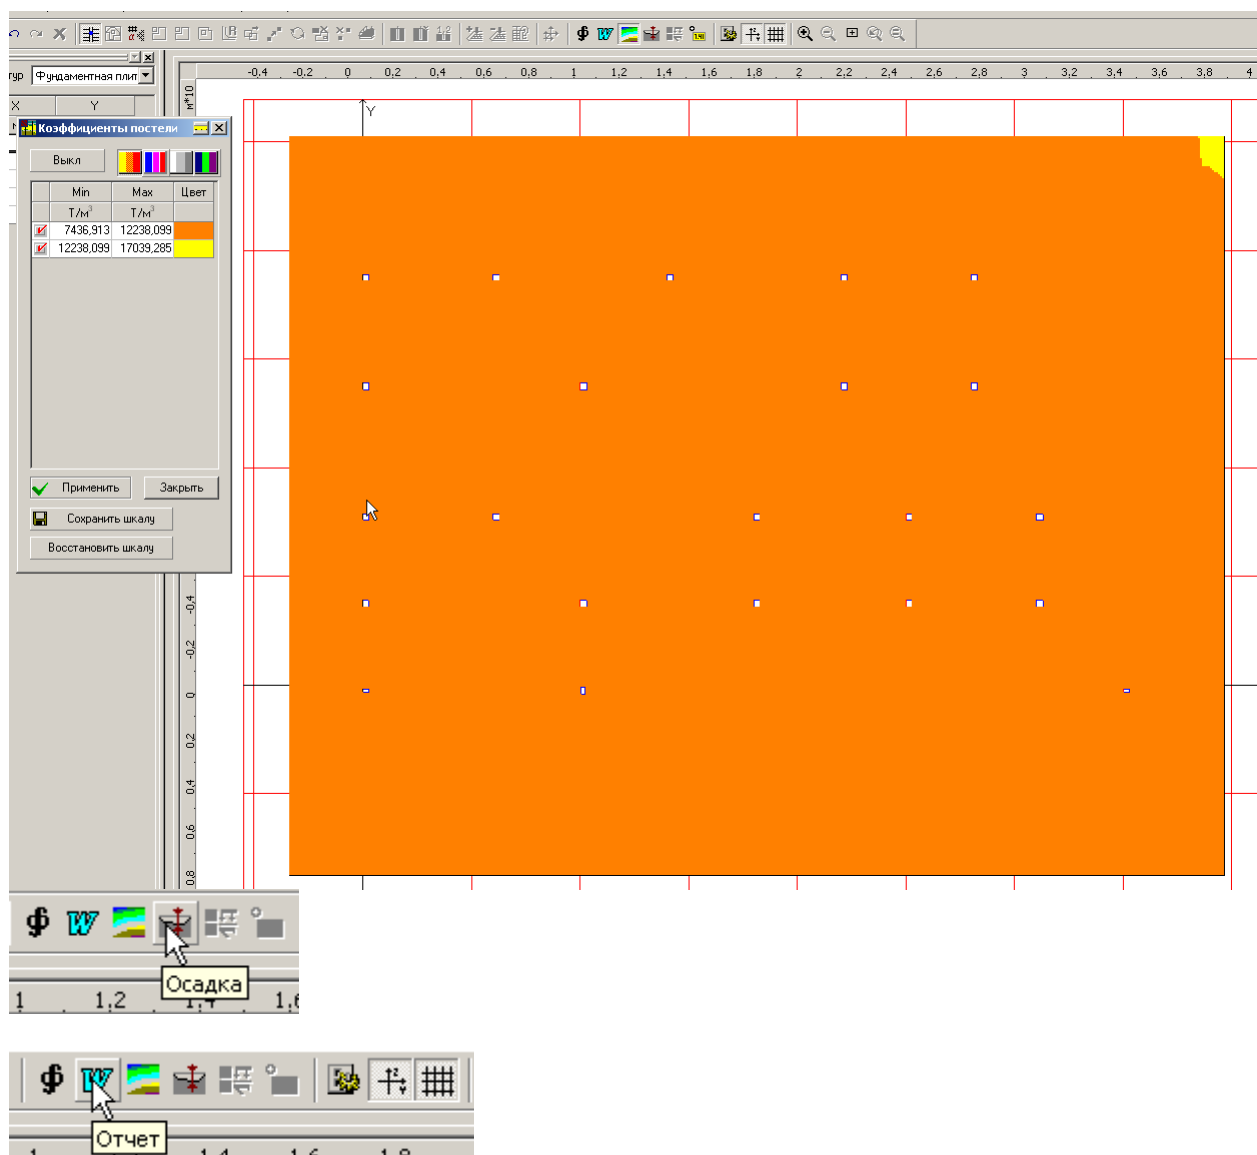 -0,4 -0,2 0 0,2 0,4 0,6 0,8 1 1,2 1,4 1,6 1,8 2 2,2 2,4 2,6 2,8 3 3,2 3,4 3,6 3,8 4
Фундаментная плит
X Y
м*10
Y
Коэффициенты постели
Выкл
Min Max Цвет
Т/м³ Т/м³
7436,913 12238,099
12238,099 17039,285
Применить Закрыть
Сохранить шкалу
Восстановить шкалу
-0,4
-0,2
0
0,2
0,4
0,6
0,8
W
Осадка
1 1,2 1,4 1,6
W
Отчет
1 1,4 1,6 1,8